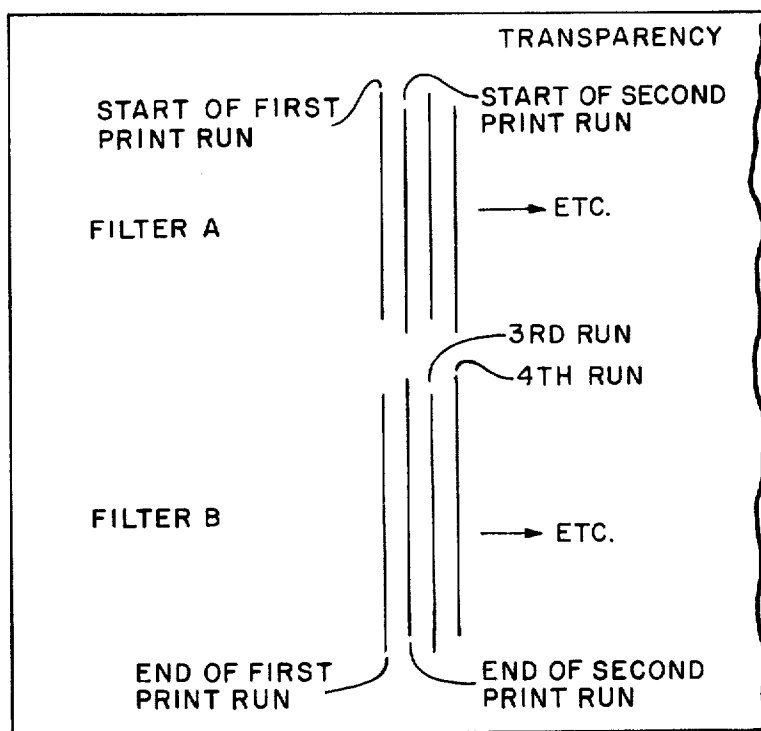 TRANSPARENCY
START OF FIRST
PRINT RUN
START OF SECOND
PRINT RUN
FILTER A
ETC.
3RD RUN
4TH RUN
FILTER B
ETC.
END OF FIRST
PRINT RUN
END OF SECOND
PRINT RUN